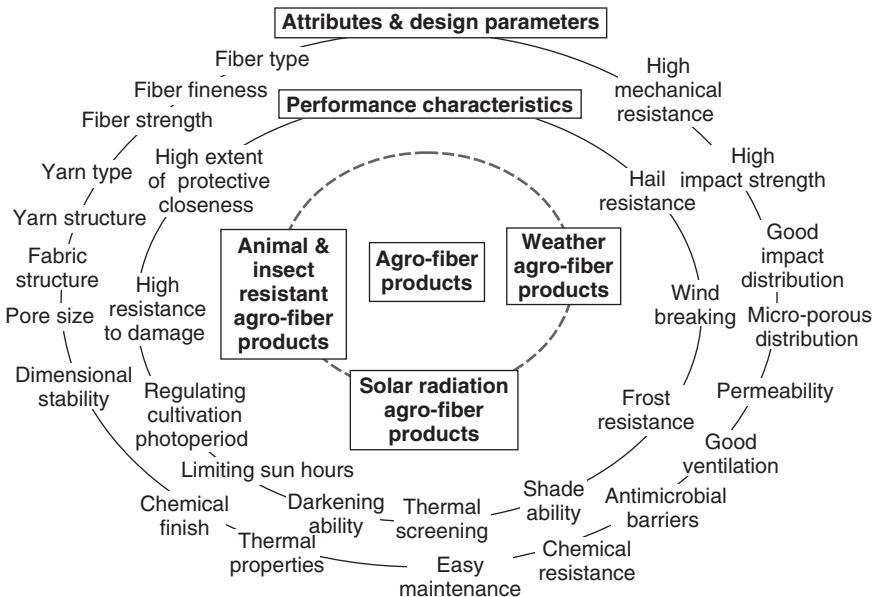 Attributes & design parameters
Fiber type
Fiber fineness
Fiber strength
Yarn type
Yarn structure
Fabric
structure
Pore size
Dimensional
stability
Chemical
finish
Thermal
properties
Easy
maintenance
Chemical
resistance
Antimicrobial
barriers
Good
ventilation
Permeability
Micro-porous
distribution
Good
impact
distribution
High
impact strength
High
mechanical
resistance
Performance characteristics
High extent
of protective
closeness
High
resistance
to damage
Regulating
cultivation
photoperiod
Limiting sun hours
Darkening
ability
Thermal
screening
Shade
ability
Frost
resistance
Wind
breaking
Hail
resistance
Animal &
insect
resistant
agro-fiber
products
Agro-fiber
products
Weather
agro-fiber
products
Solar radiation
agro-fiber
products